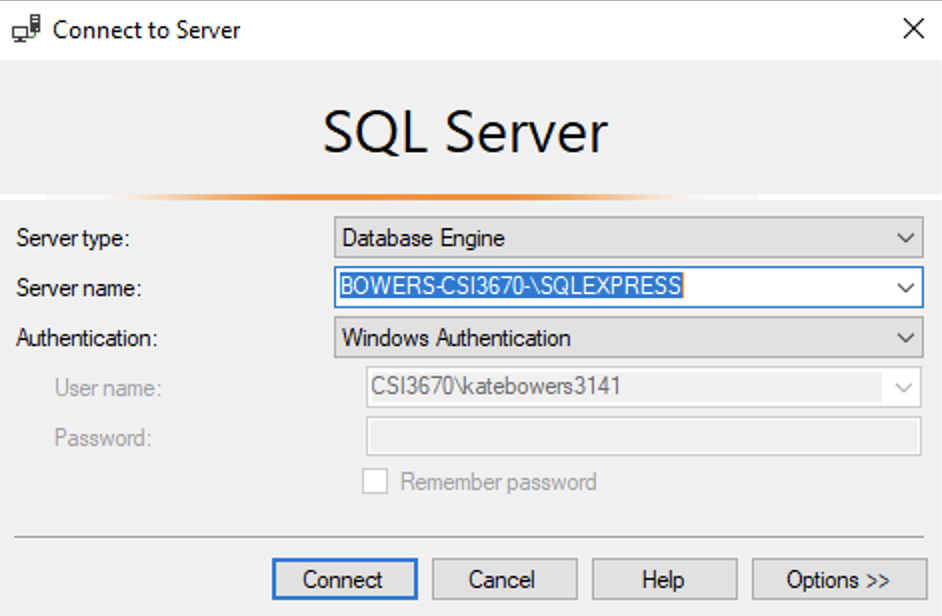 Connect to Server
SQL Server
Server type: Database Engine
Server name: BOWERS-CSI3670-\SQLEXPRESS
Authentication: Windows Authentication
User name: CSI3670\katebowers3141
Password:
Remember password
Connect Cancel Help Options >>